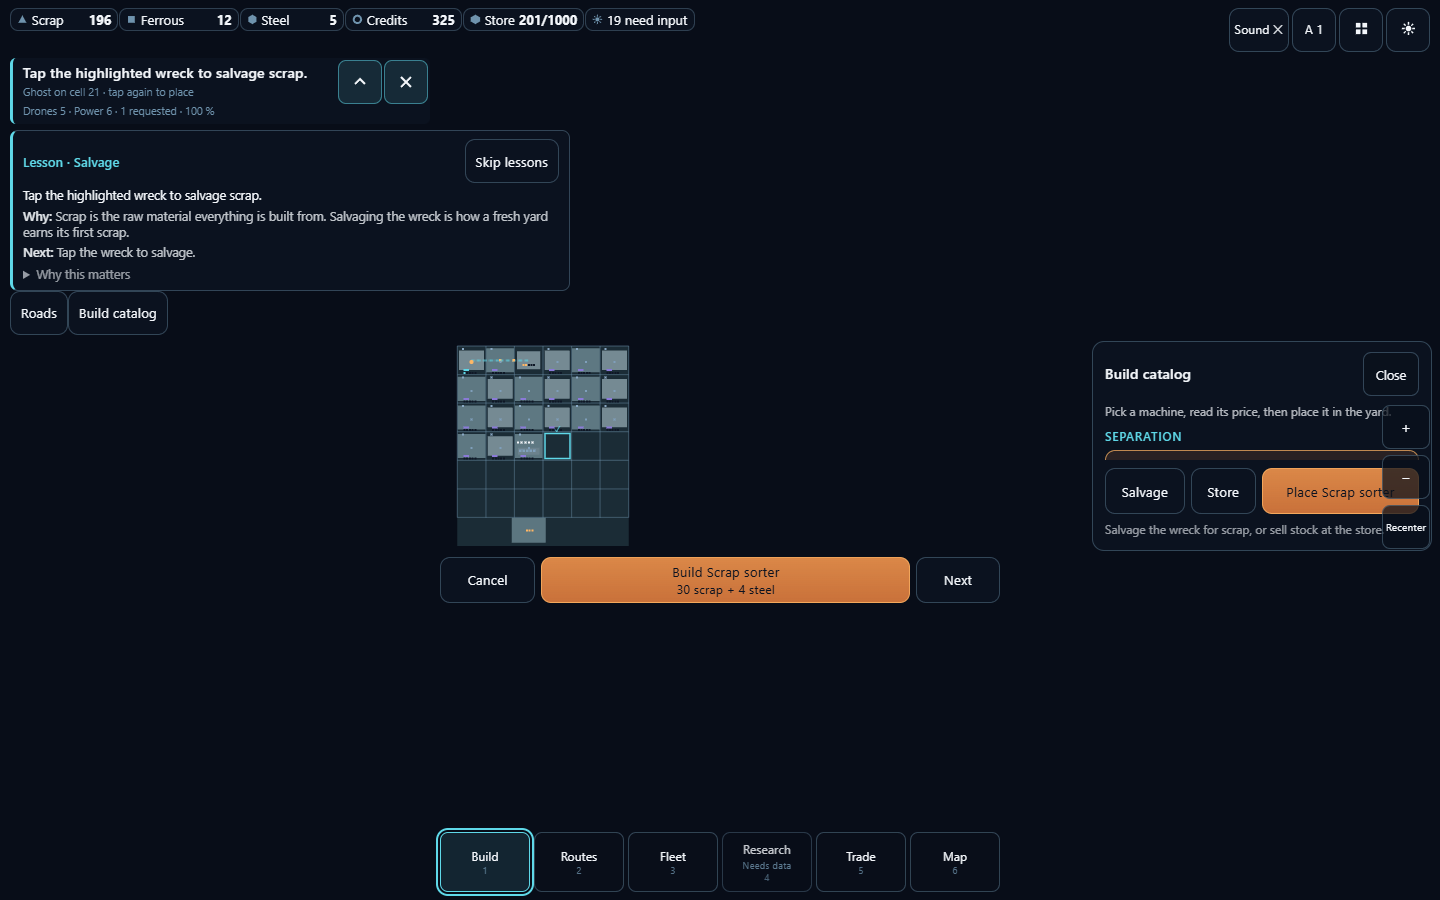 Scrap 196
Ferrous 12
Steel 5
Credits 325
Store 201/1000
19 need input
Sound
A 1
Tap the highlighted wreck to salvage scrap.
Ghost on cell 21 · tap again to place
Drones 5 · Power 6 · 1 requested · 100 %
Lesson · Salvage
Skip lessons
Tap the highlighted wreck to salvage scrap.
Why: Scrap is the raw material everything is built from. Salvaging the wreck is how a fresh yard
earns its first scrap.
Next: Tap the wreck to salvage.
Why this matters
Roads
Build catalog
Build catalog
Close
Pick a machine, read its price, then place it in the yard.
SEPARATION
Salvage
Store
Place Scrap sorter
Salvage the wreck for scrap, or sell stock at the store.
+
−
Recenter
Cancel
Build Scrap sorter
30 scrap + 4 steel
Next
Build
1
Routes
2
Fleet
3
Research
Needs data
4
Trade
5
Map
6